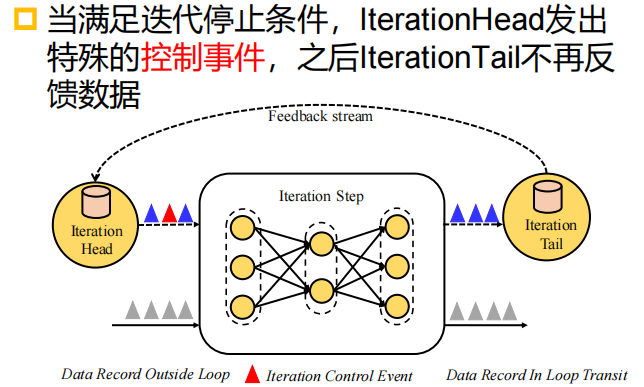 当满足迭代停止条件，IterationHead发出
特殊的控制事件，之后IterationTail不再反
馈数据
Feedback stream
Iteration Step
Iteration
Head
Iteration
Tail
Data Record Outside Loop
Iteration Control Event
Data Record In Loop Transit